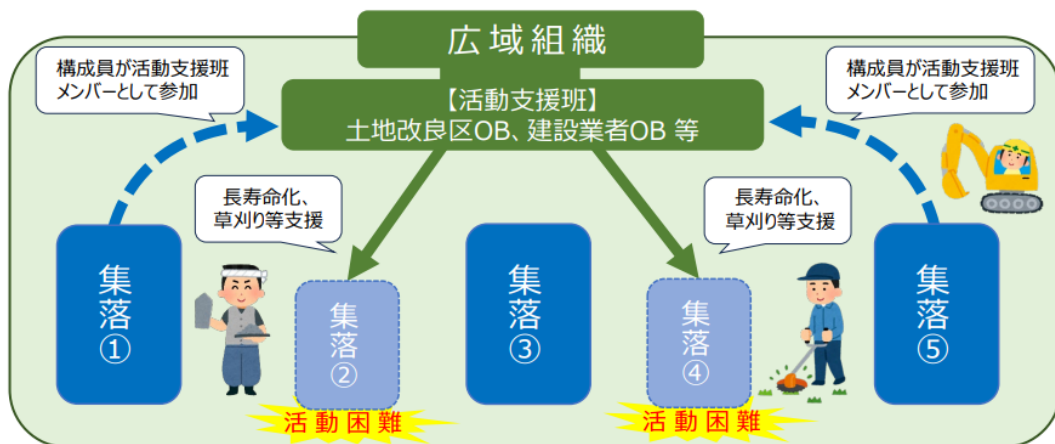 広域組織
【活動支援班】
土地改良区OB、建設業者OB 等
構成員が活動支援班
メンバーとして参加
構成員が活動支援班
メンバーとして参加
長寿命化、
草刈り等支援
長寿命化、
草刈り等支援
集落①
集落②
集落③
集落④
集落⑤
活動困難
活動困難